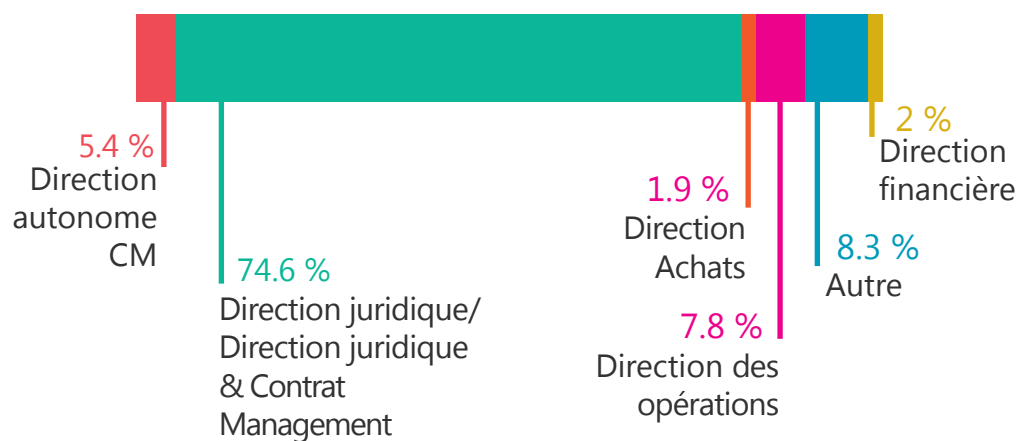 5.4 %
Direction
autonome
CM
74.6 %
Direction juridique/
Direction juridique
& Contrat
Management
1.9 %
Direction
Achats
7.8 %
Direction des
opérations
8.3 %
Autre
2 %
Direction
financière